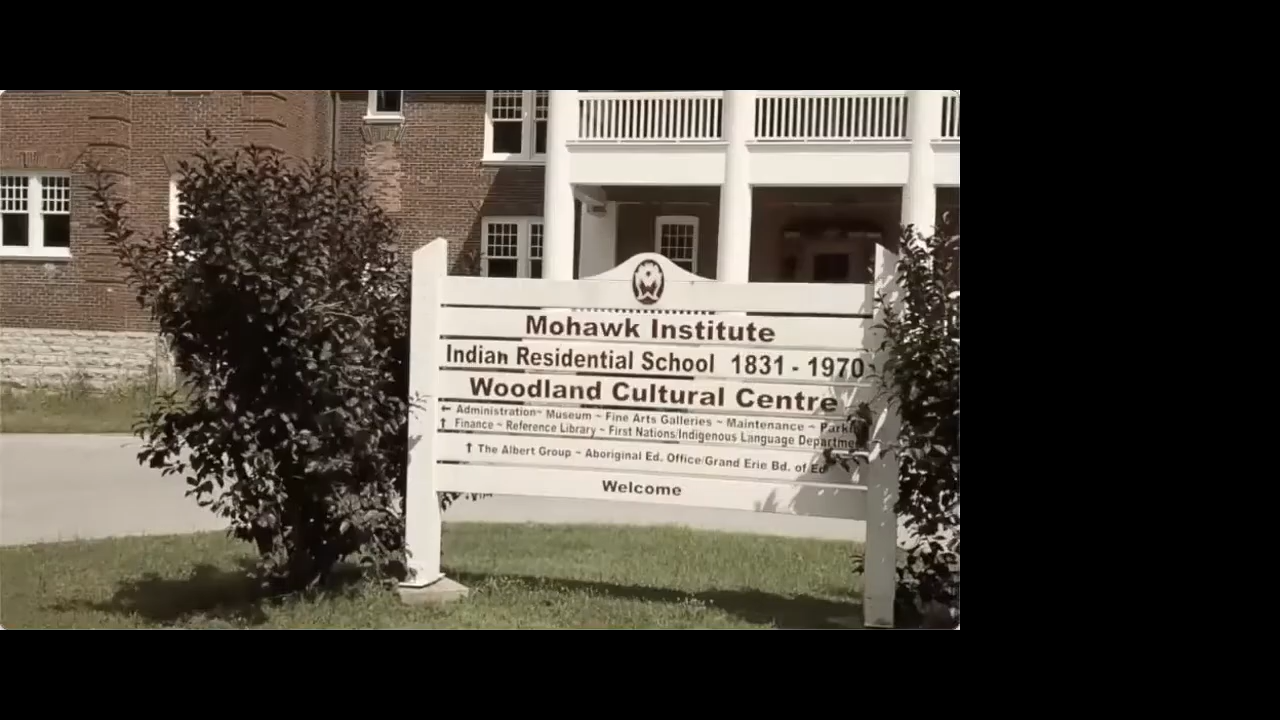 Mohawk Institute
Indian Residential School 1831 - 1970
Woodland Cultural Centre
← Administration~ Museum ~ Fine Arts Galleries ~ Maintenance ~
↑ Finance ~ Reference Library ~ First Nations/Indigenous Language
↑ The Albert Group ~ Aboriginal Ed. Office/Grand Erie Bd. of Ed
Welcome